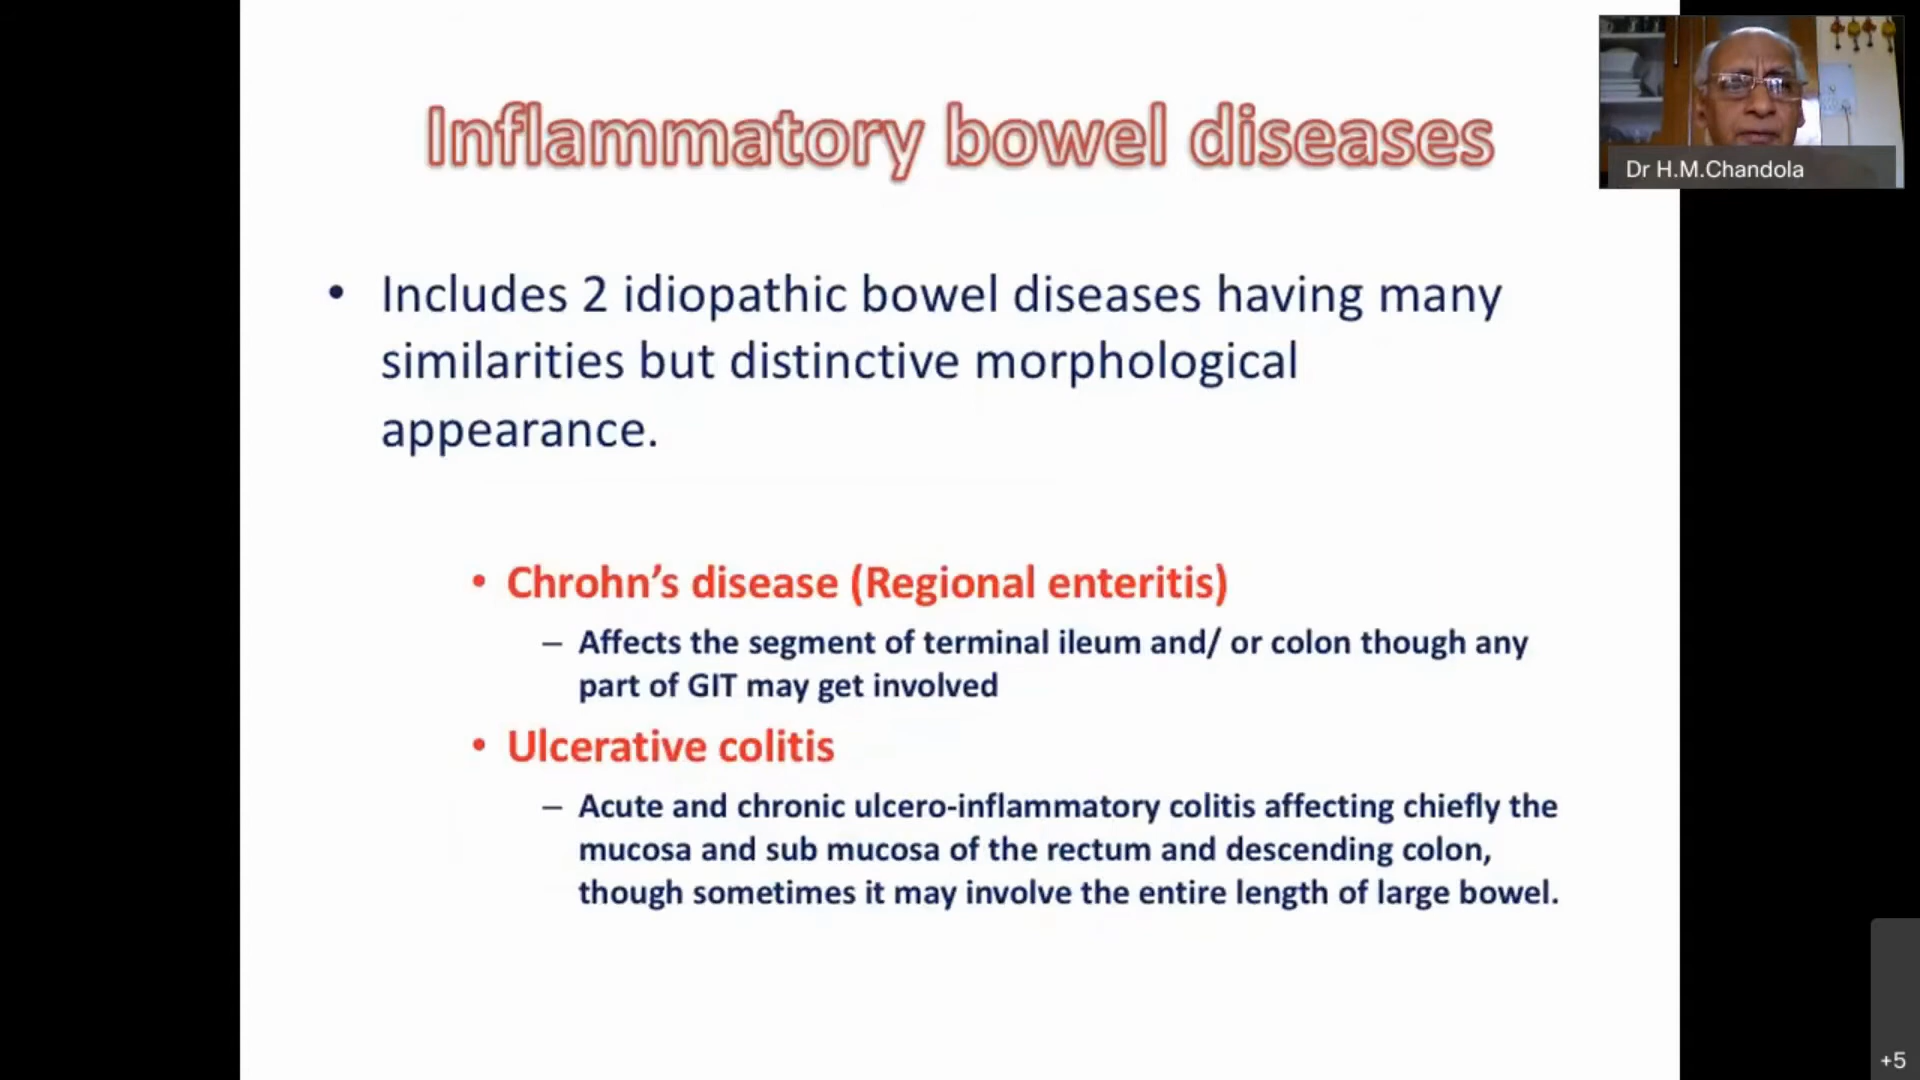 Inflammatory bowel diseases
Dr H.M.Chandola
• Includes 2 idiopathic bowel diseases having many
similarities but distinctive morphological
appearance.
• Chrohn’s disease (Regional enteritis)
– Affects the segment of terminal ileum and/ or colon though any
part of GIT may get involved
• Ulcerative colitis
– Acute and chronic ulcero-inflammatory colitis affecting chiefly the
mucosa and sub mucosa of the rectum and descending colon,
though sometimes it may involve the entire length of large bowel.
+5